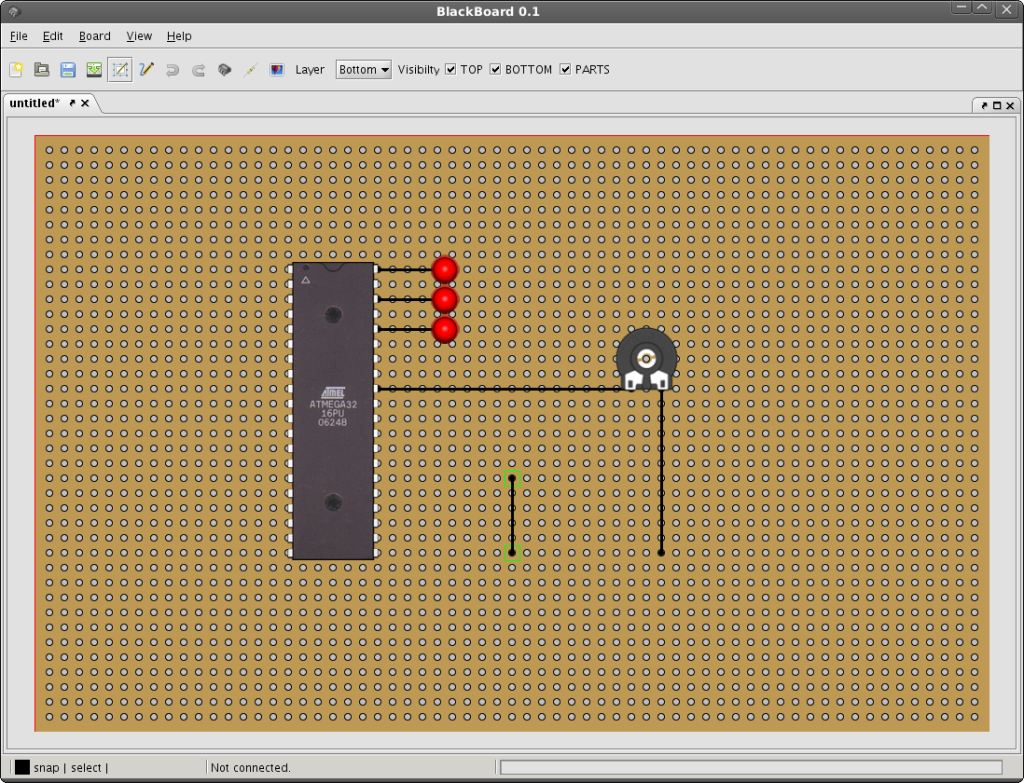 BlackBoard 0.1
File Edit Board View Help
Layer Bottom Visibilty TOP BOTTOM PARTS
untitled*
ATMEL
ATMEGA32
16PU
0624B
snap | select | Not connected.